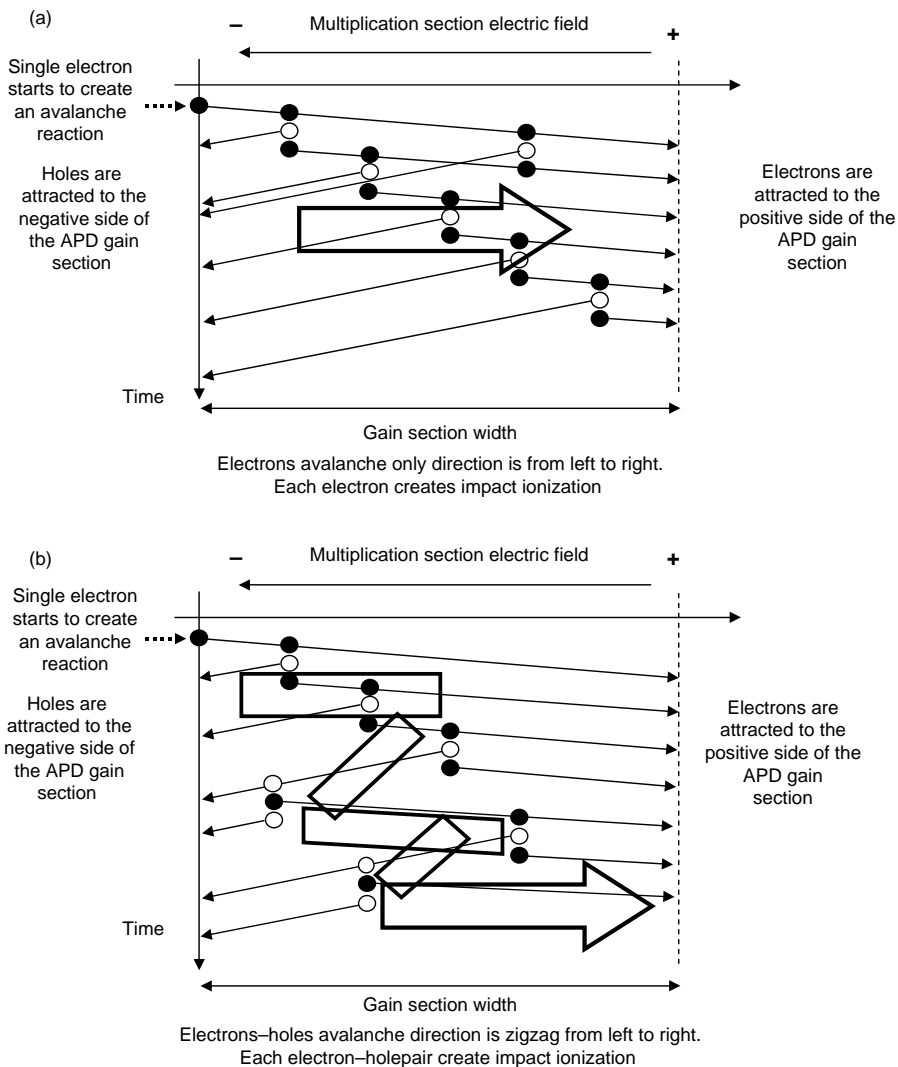 (a)
Multiplication section electric field
–
+
Single electron
starts to create
an avalanche
reaction
Holes are
attracted to the
negative side of
the APD gain
section
Electrons are
attracted to the
positive side of the
APD gain
section
Time
Gain section width
Electrons avalanche only direction is from left to right.
Each electron creates impact ionization
(b)
Multiplication section electric field
–
+
Single electron
starts to create
an avalanche
reaction
Holes are
attracted to the
negative side of
the APD gain
section
Electrons are
attracted to the
positive side of the
APD gain
section
Time
Gain section width
Electrons–holes avalanche direction is zigzag from left to right.
Each electron–holepair create impact ionization